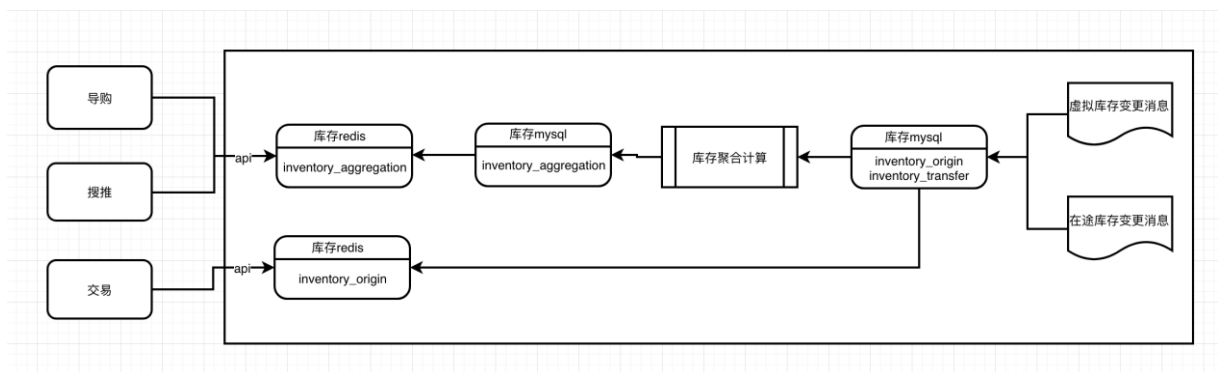 导购
搜推
交易
api
api
库存redis
inventory_aggregation
库存redis
inventory_origin
库存mysql
inventory_aggregation
库存聚合计算
库存mysql
inventory_origin
inventory_transfer
虚拟库存变更消息
在途库存变更消息